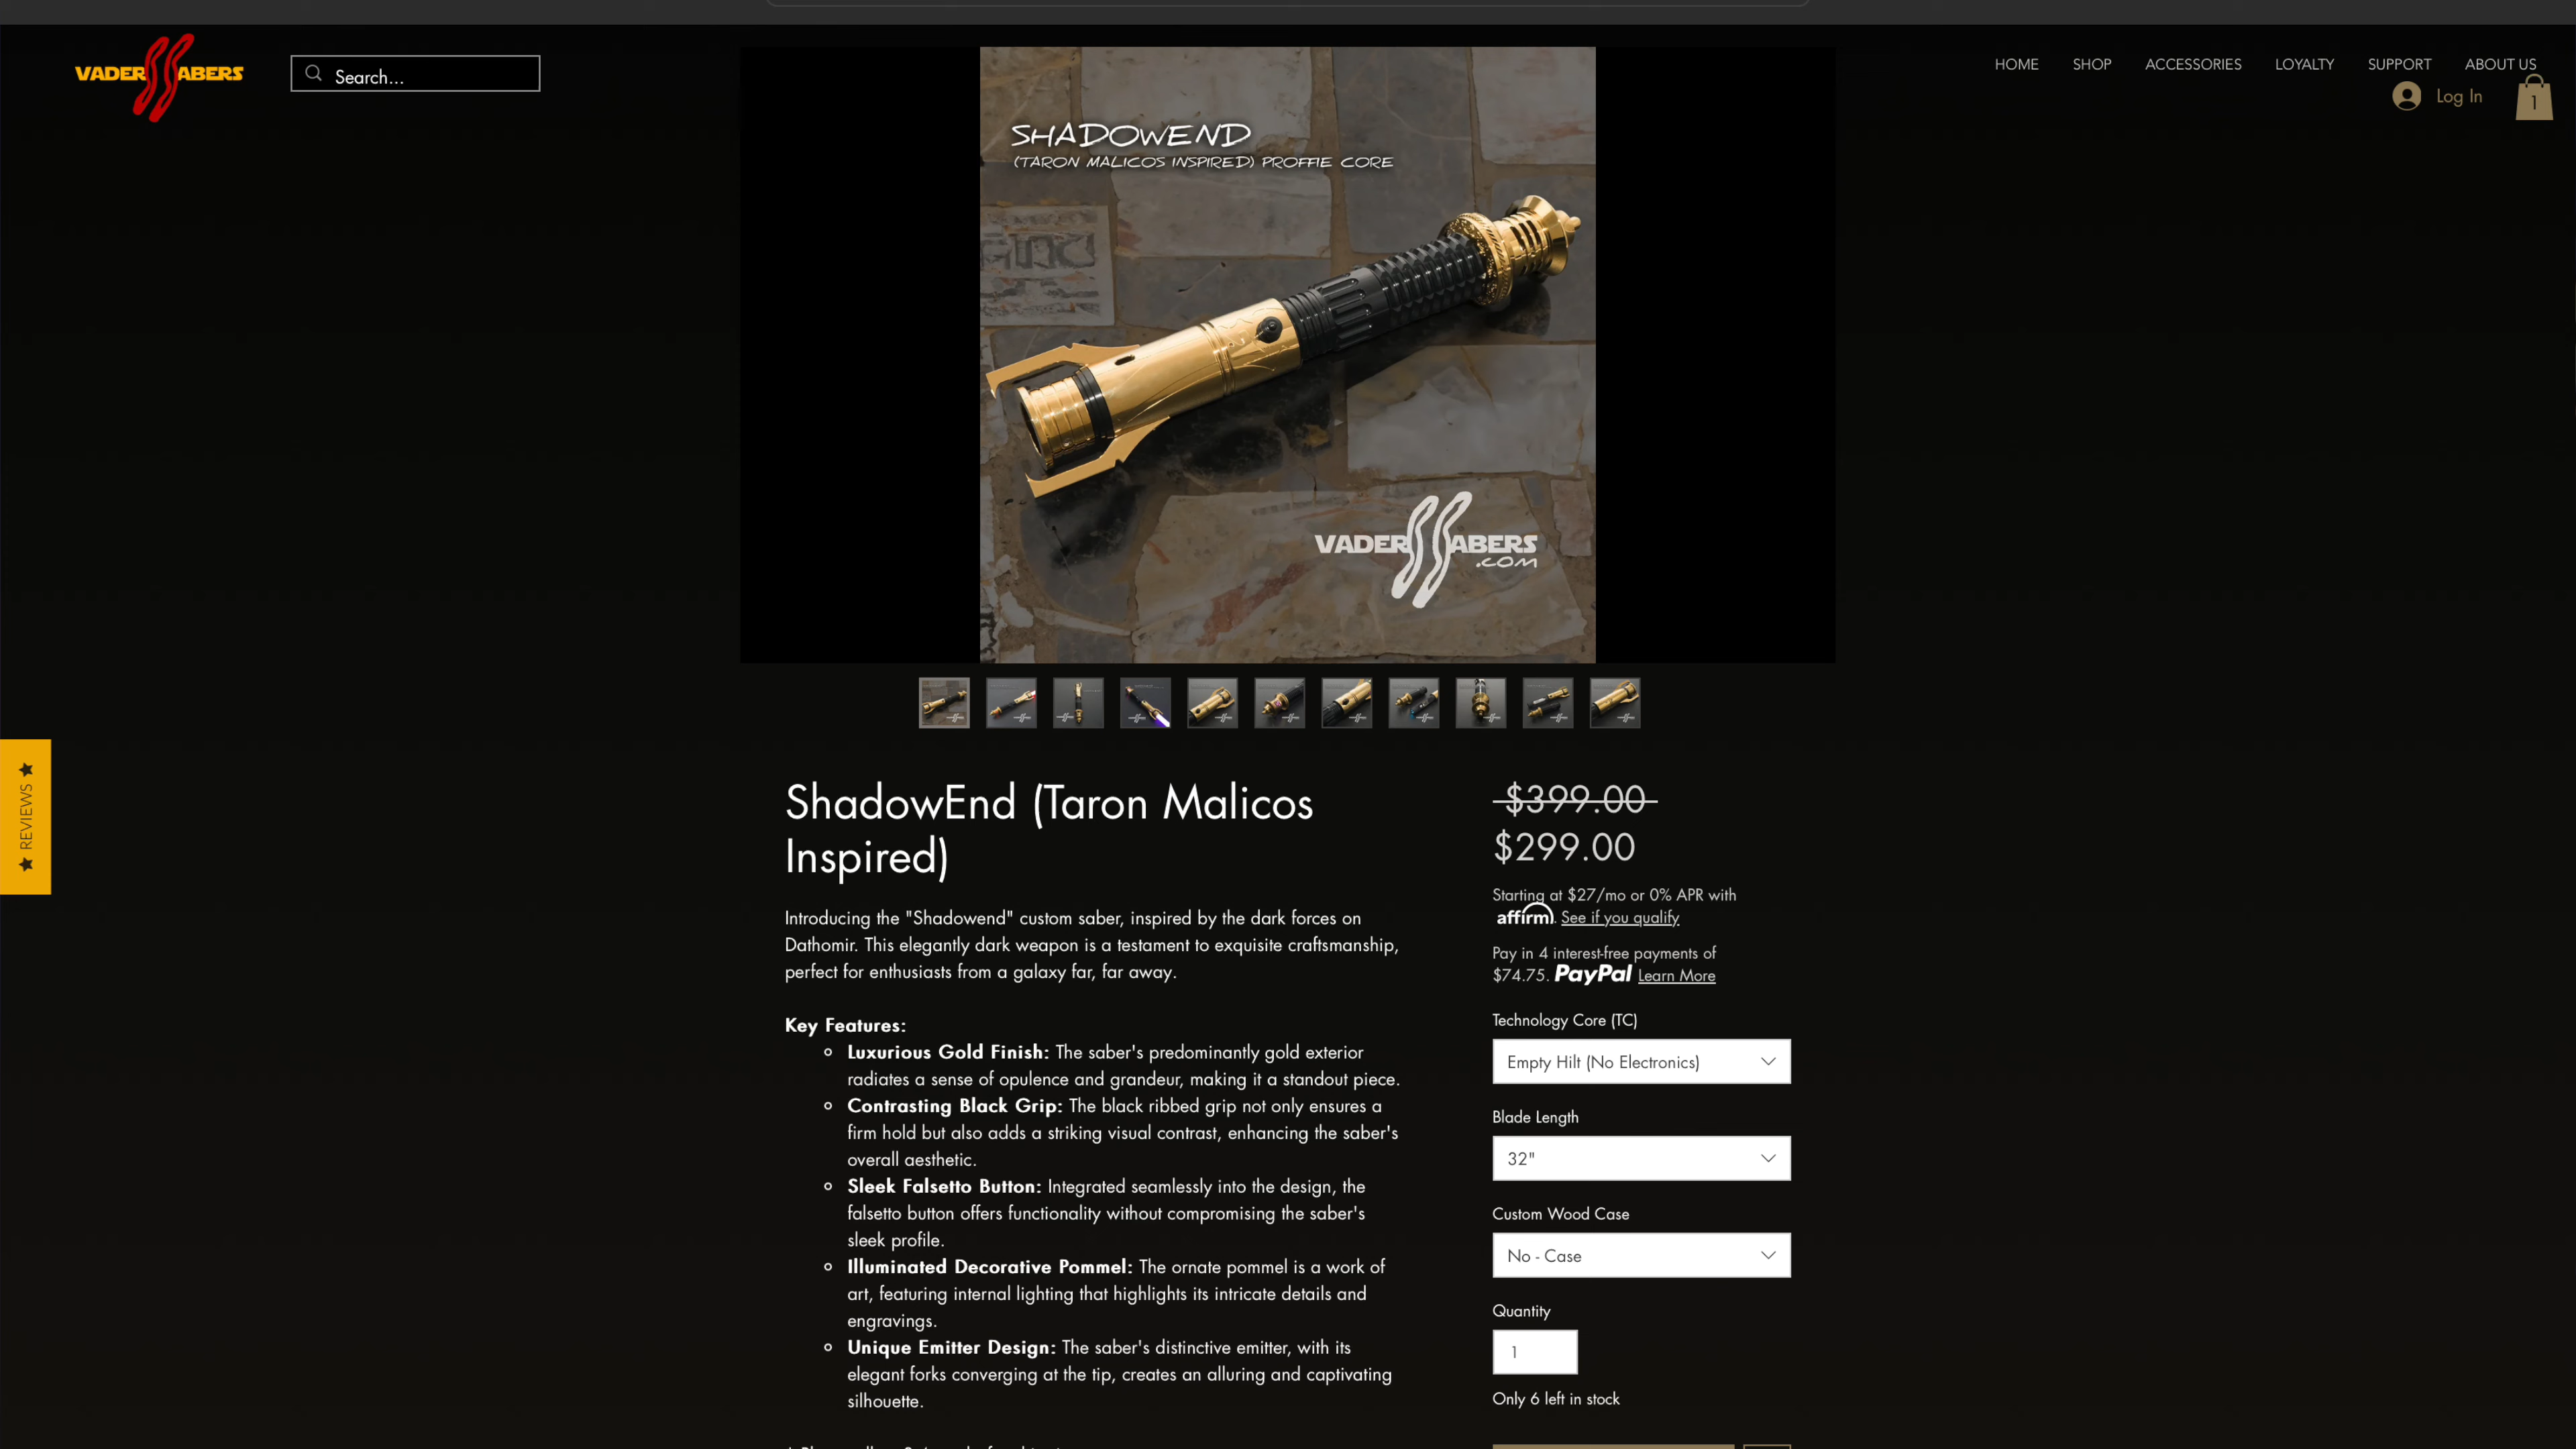 VADER SABERS
Search...
HOME SHOP ACCESSORIES LOYALTY SUPPORT ABOUT US
Log In
1
SHADOWEND
(TARON MALICOS INSPIRED) PROFFIE CORE
VADER SABERS
.COM
REVIEWS
ShadowEnd (Taron Malicos
Inspired)
Introducing the "Shadowend" custom saber, inspired by the dark forces on
Dathomir. This elegantly dark weapon is a testament to exquisite craftsmanship,
perfect for enthusiasts from a galaxy far, far away.
Key Features:
Luxurious Gold Finish: The saber's predominantly gold exterior
radiates a sense of opulence and grandeur, making it a standout piece.
Contrasting Black Grip: The black ribbed grip not only ensures a
firm hold but also adds a striking visual contrast, enhancing the saber's
overall aesthetic.
Sleek Falsetto Button: Integrated seamlessly into the design, the
falsetto button offers functionality without compromising the saber's
sleek profile.
Illuminated Decorative Pommel: The ornate pommel is a work of
art, featuring internal lighting that highlights its intricate details and
engravings.
Unique Emitter Design: The saber's distinctive emitter, with its
elegant forks converging at the tip, creates an alluring and captivating
silhouette.
$399.00
$299.00
Starting at $27/mo or 0% APR with
affirm. See if you qualify
Pay in 4 interest-free payments of
$74.75. PayPal Learn More
Technology Core (TC)
Empty Hilt (No Electronics)
Blade Length
32"
Custom Wood Case
No - Case
Quantity
1
Only 6 left in stock